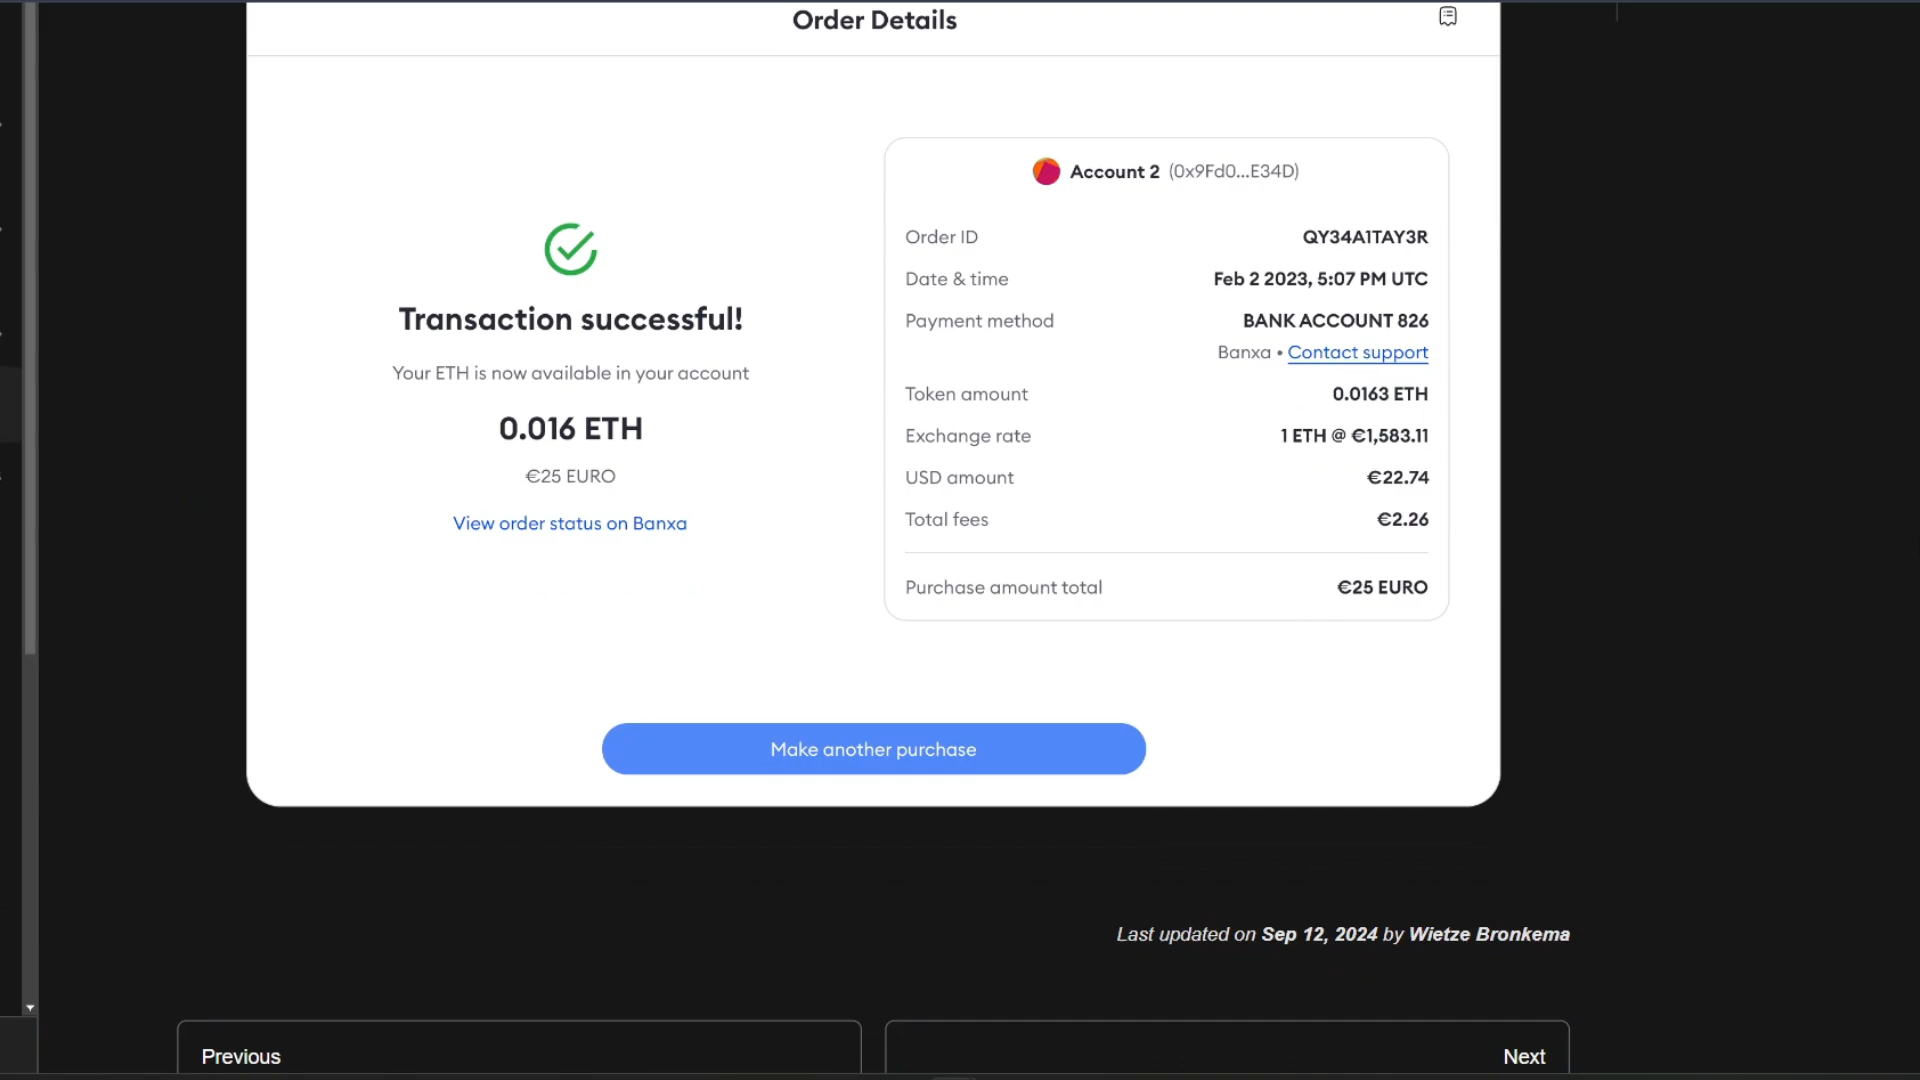 Order Details
Transaction successful!
Your ETH is now available in your account
0.016 ETH
€25 EURO
View order status on Banxa
Account 2 (0x9Fd0...E34D)
Order ID QY34A1TAY3R
Date & time Feb 2 2023, 5:07 PM UTC
Payment method BANK ACCOUNT 826
Banxa • Contact support
Token amount 0.0163 ETH
Exchange rate 1 ETH @ €1,583.11
USD amount €22.74
Total fees €2.26
Purchase amount total €25 EURO
Make another purchase
Last updated on Sep 12, 2024 by Wietze Bronkema
Previous
Next